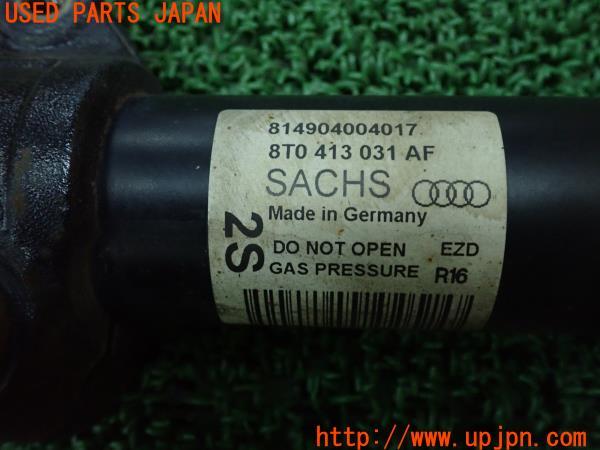 USED PARTS JAPAN
814904004017
8T0 413 031 AF
SACHS
Made in Germany
2S
DO NOT OPEN EZD
GAS PRESSURE R16
http://www.upjpn.com